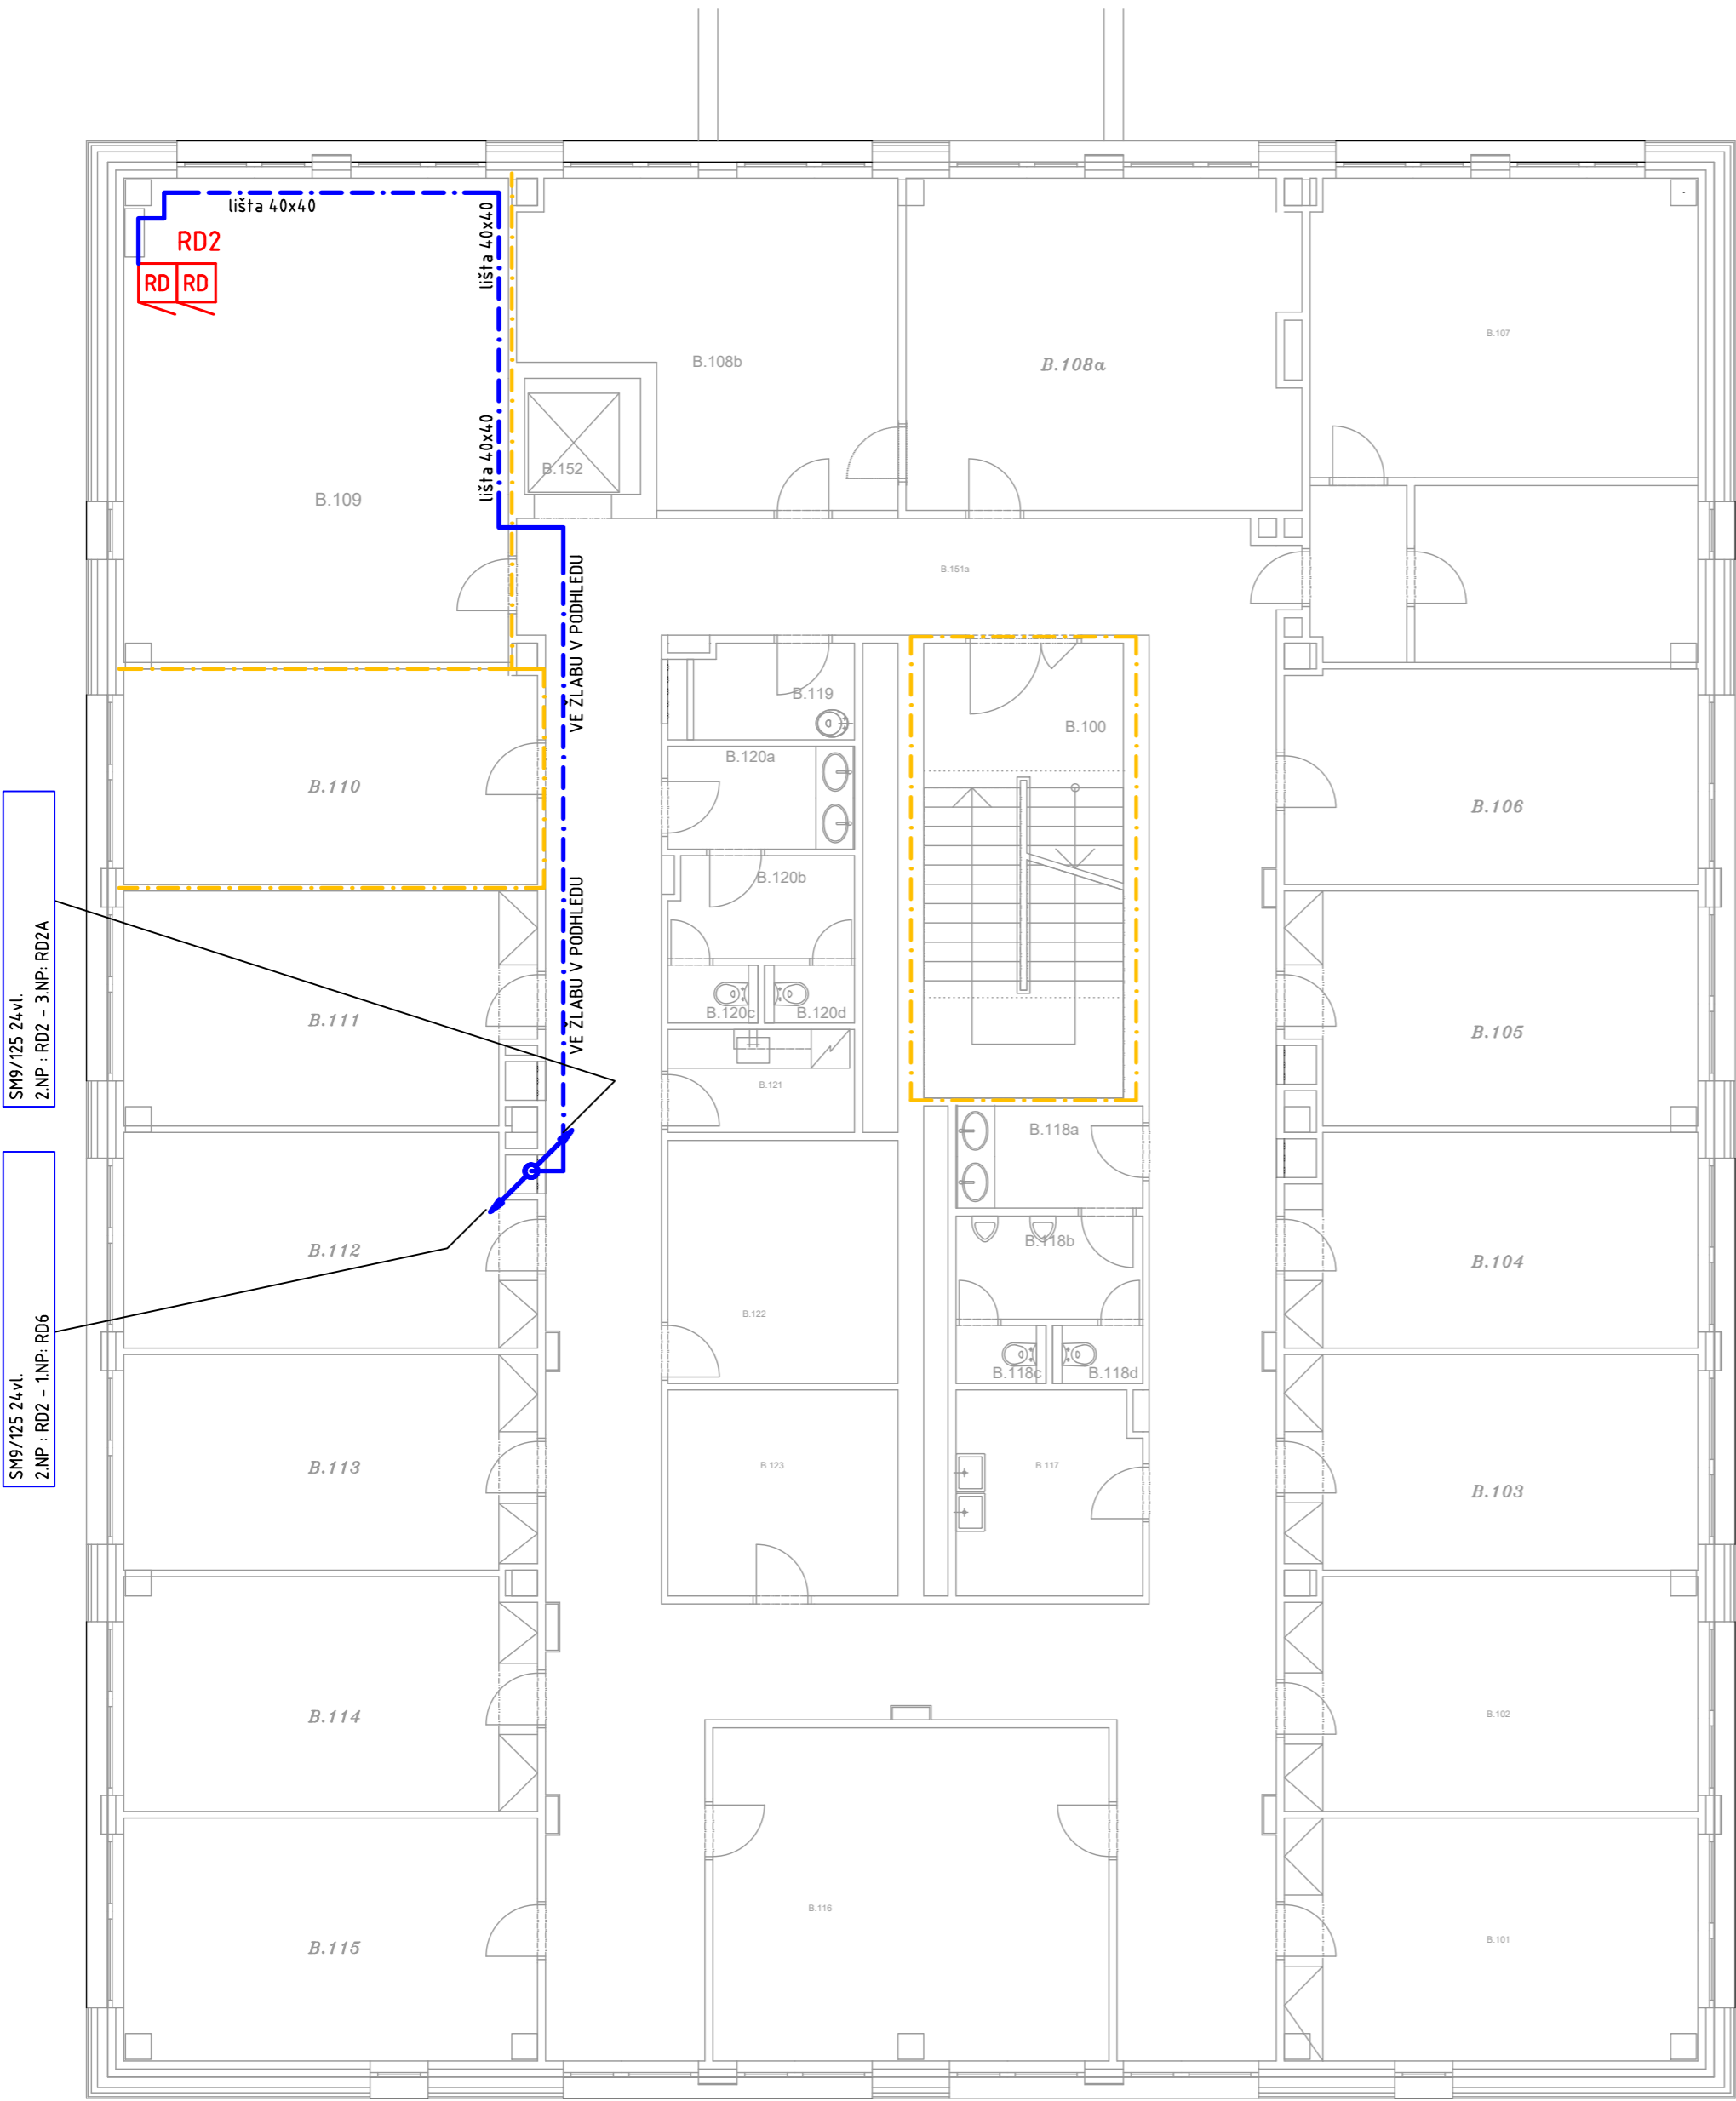 lišta 40x40
lišta 40x40
RD2
RD RD
B.107
B.108b
B.108a
lišta 40x40
B.152
B.109
VE ŽLABU V PODHLEDU
B.151a
B.119
B.100
B.120a
B.110
B.106
B.120b
VE ŽLABU V PODHLEDU
SM9/125 24vl.
2.NP : RD2 - 3.NP: RD2A
B.120c
B.120d
B.111
B.105
B.121
B.118a
B.118b
B.112
B.104
SM9/125 24vl.
2.NP : RD2 - 1.NP: RD6
B.122
B.118c
B.118d
B.113
B.123
B.117
B.103
B.114
B.102
B.116
B.115
B.101